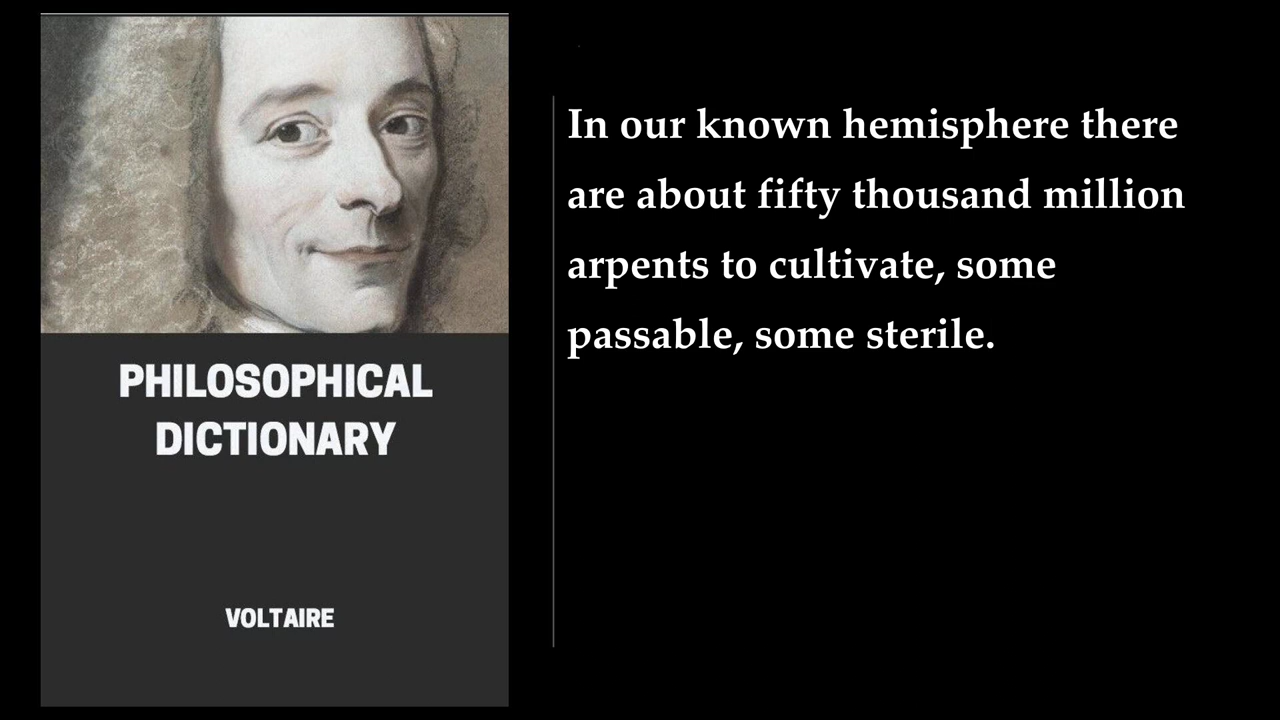 PHILOSOPHICAL
DICTIONARY
VOLTAIRE
In our known hemisphere there
are about fifty thousand million
arpents to cultivate, some
passable, some sterile.